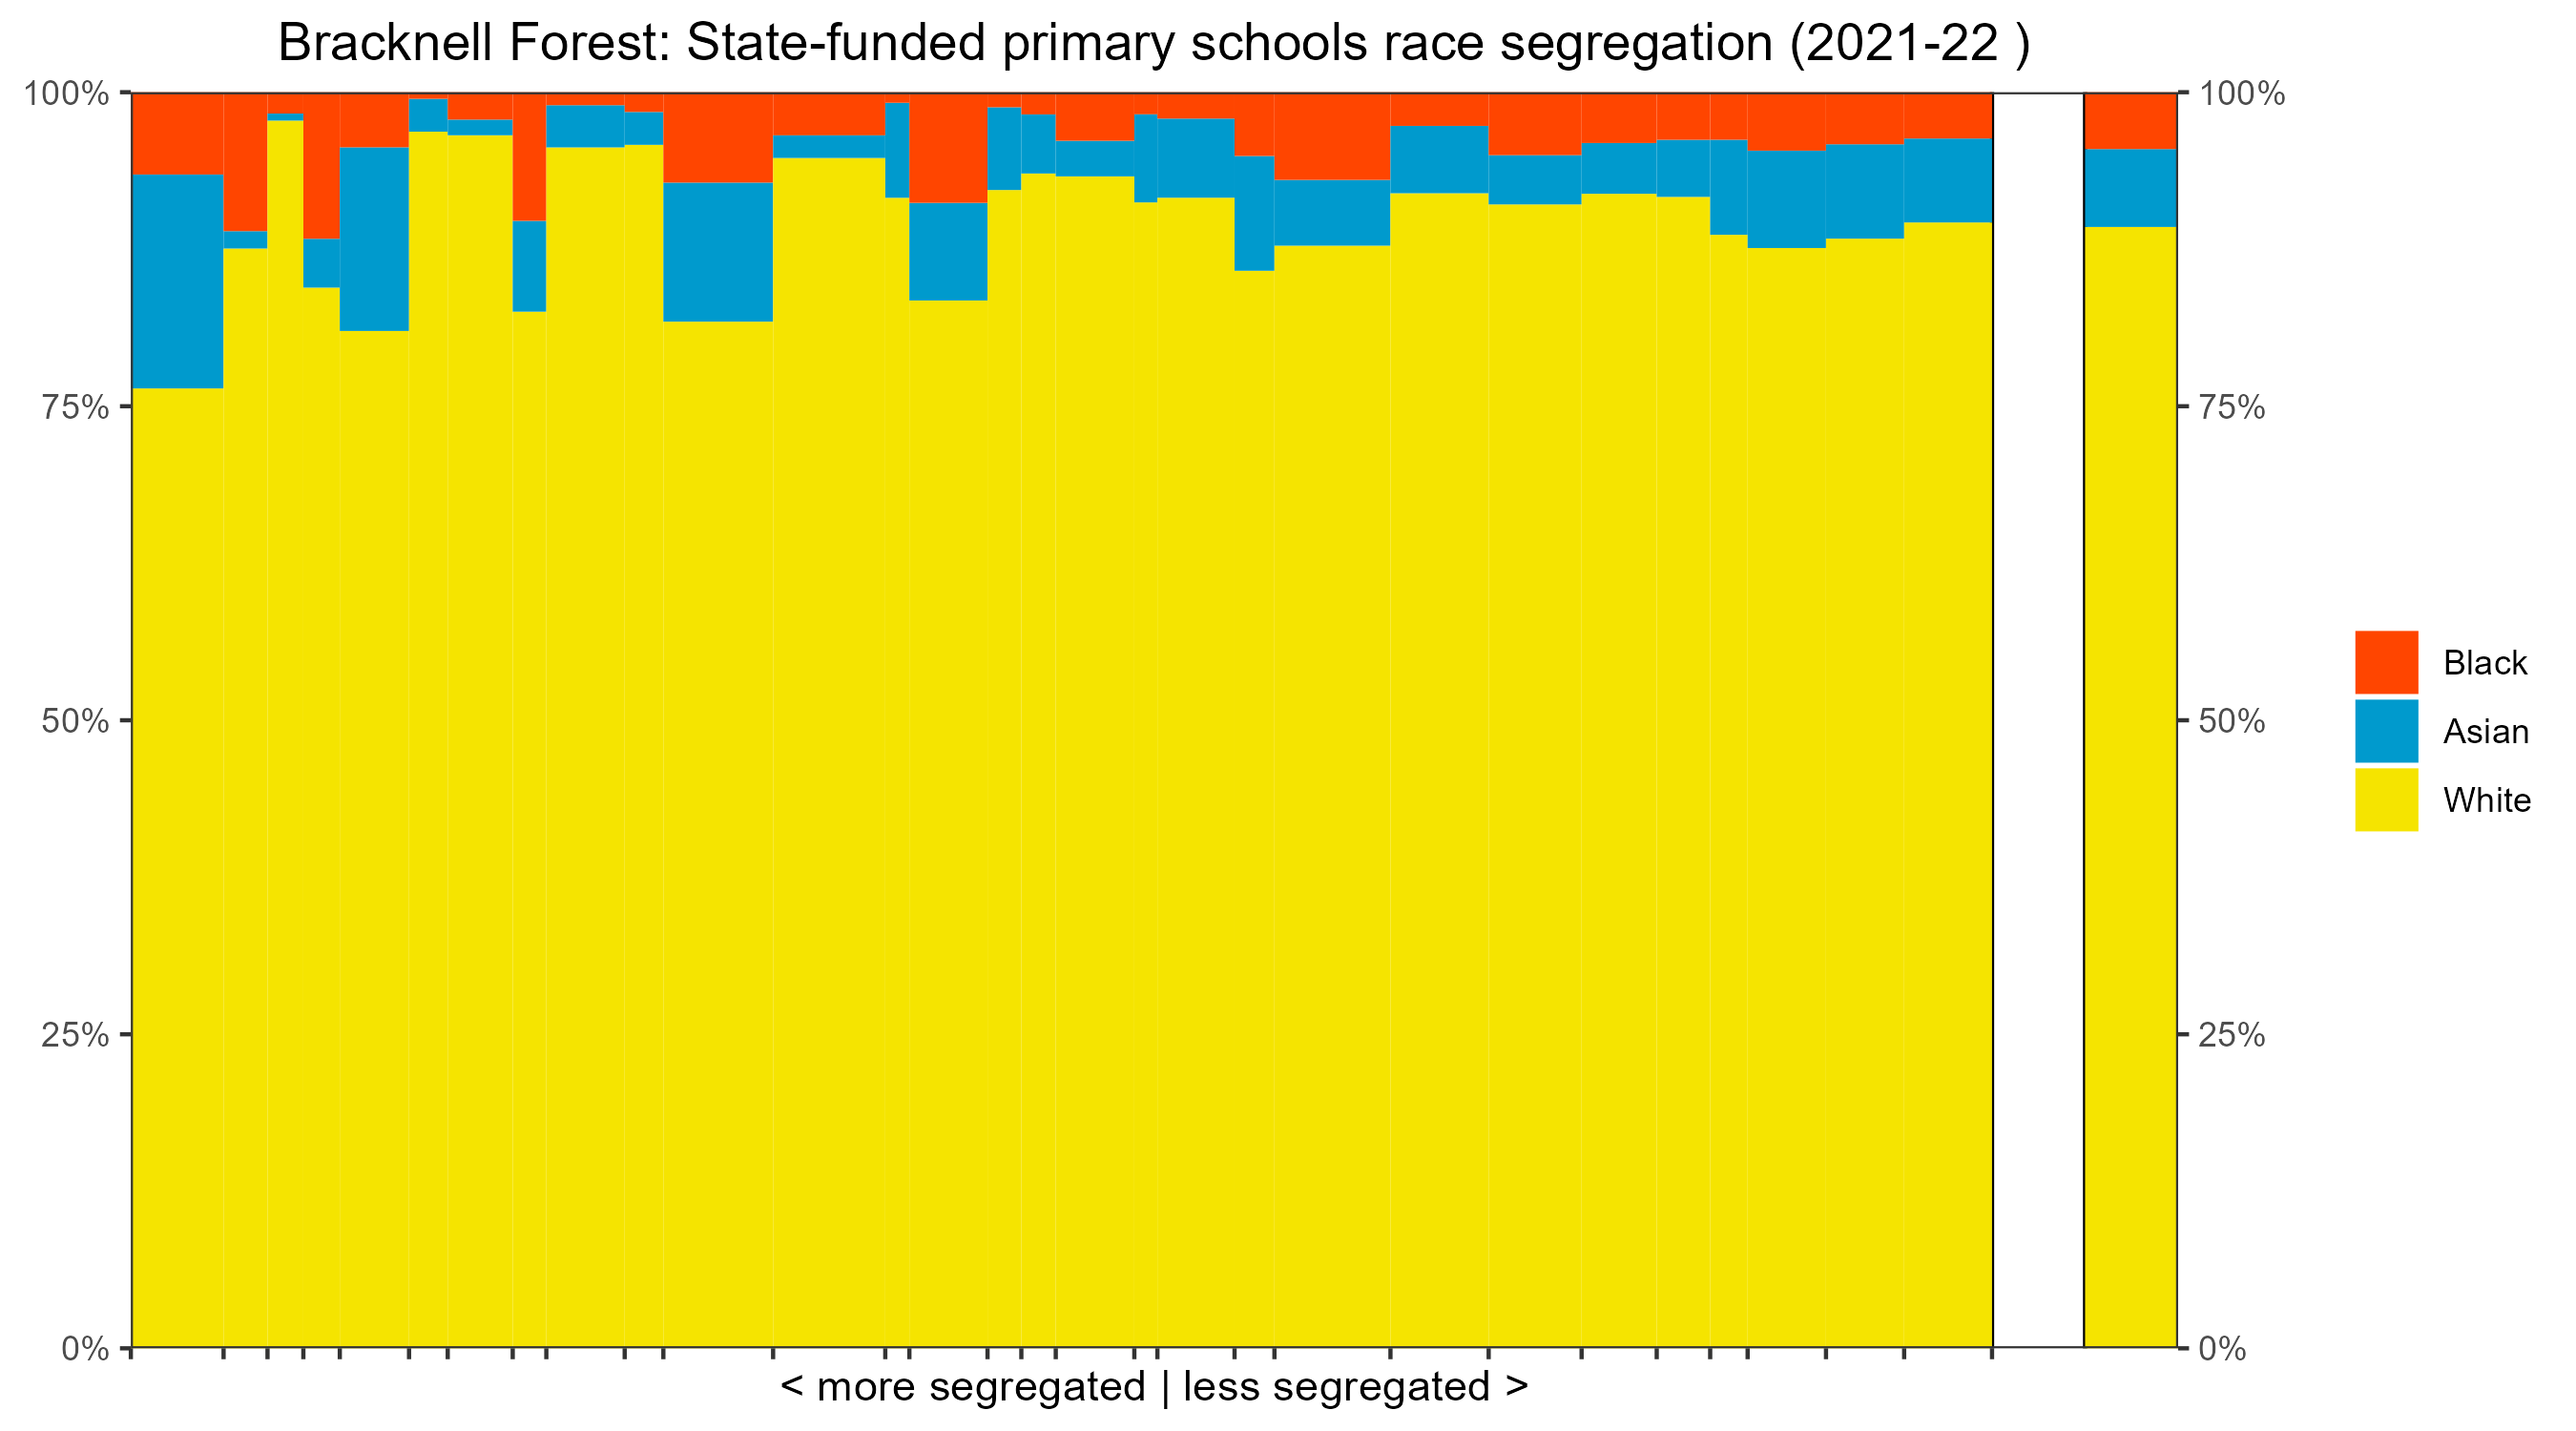 Bracknell Forest: State-funded primary schools race segregation (2021-22 )
100%
100%
75%
75%
50%
50%
25%
25%
0%
0%
Black
Asian
White
< more segregated | less segregated >